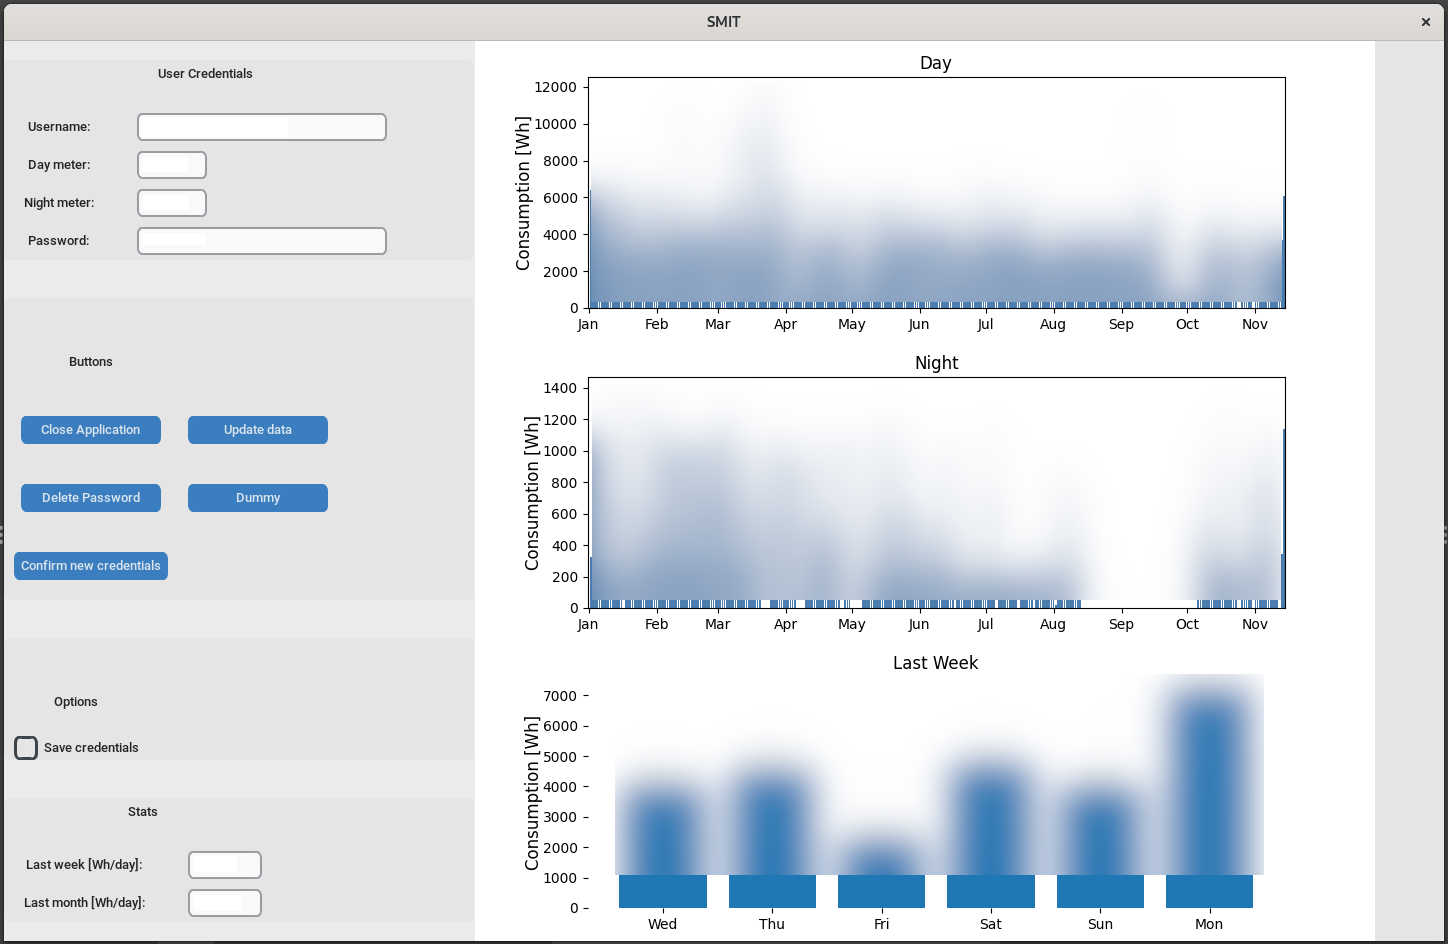 SMIT
User Credentials
Username:
Day meter:
Night meter:
Password:
Buttons
Close Application
Update data
Delete Password
Dummy
Confirm new credentials
Options
Save credentials
Stats
Last week [Wh/day]:
Last month [Wh/day]:
Day
Consumption [Wh]
12000
10000
8000
6000
4000
2000
0
Jan Feb Mar Apr May Jun Jul Aug Sep Oct Nov
Night
Consumption [Wh]
1400
1200
1000
800
600
400
200
0
Jan Feb Mar Apr May Jun Jul Aug Sep Oct Nov
Last Week
Consumption [Wh]
7000
6000
5000
4000
3000
2000
1000
0
Wed Thu Fri Sat Sun Mon